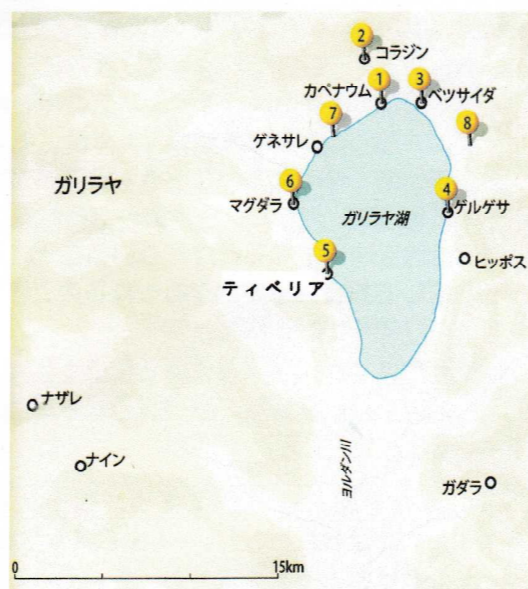 2
コラジン
カペナウム
1
3
ベツサイダ
7
8
ゲネサレ
ガリラヤ
6
4
マグダラ
ガリラヤ湖
ゲルゲサ
5
ヒッポス
ティベリア
ナザレ
ナイン
ヨルダン川
ガダラ
0
15km